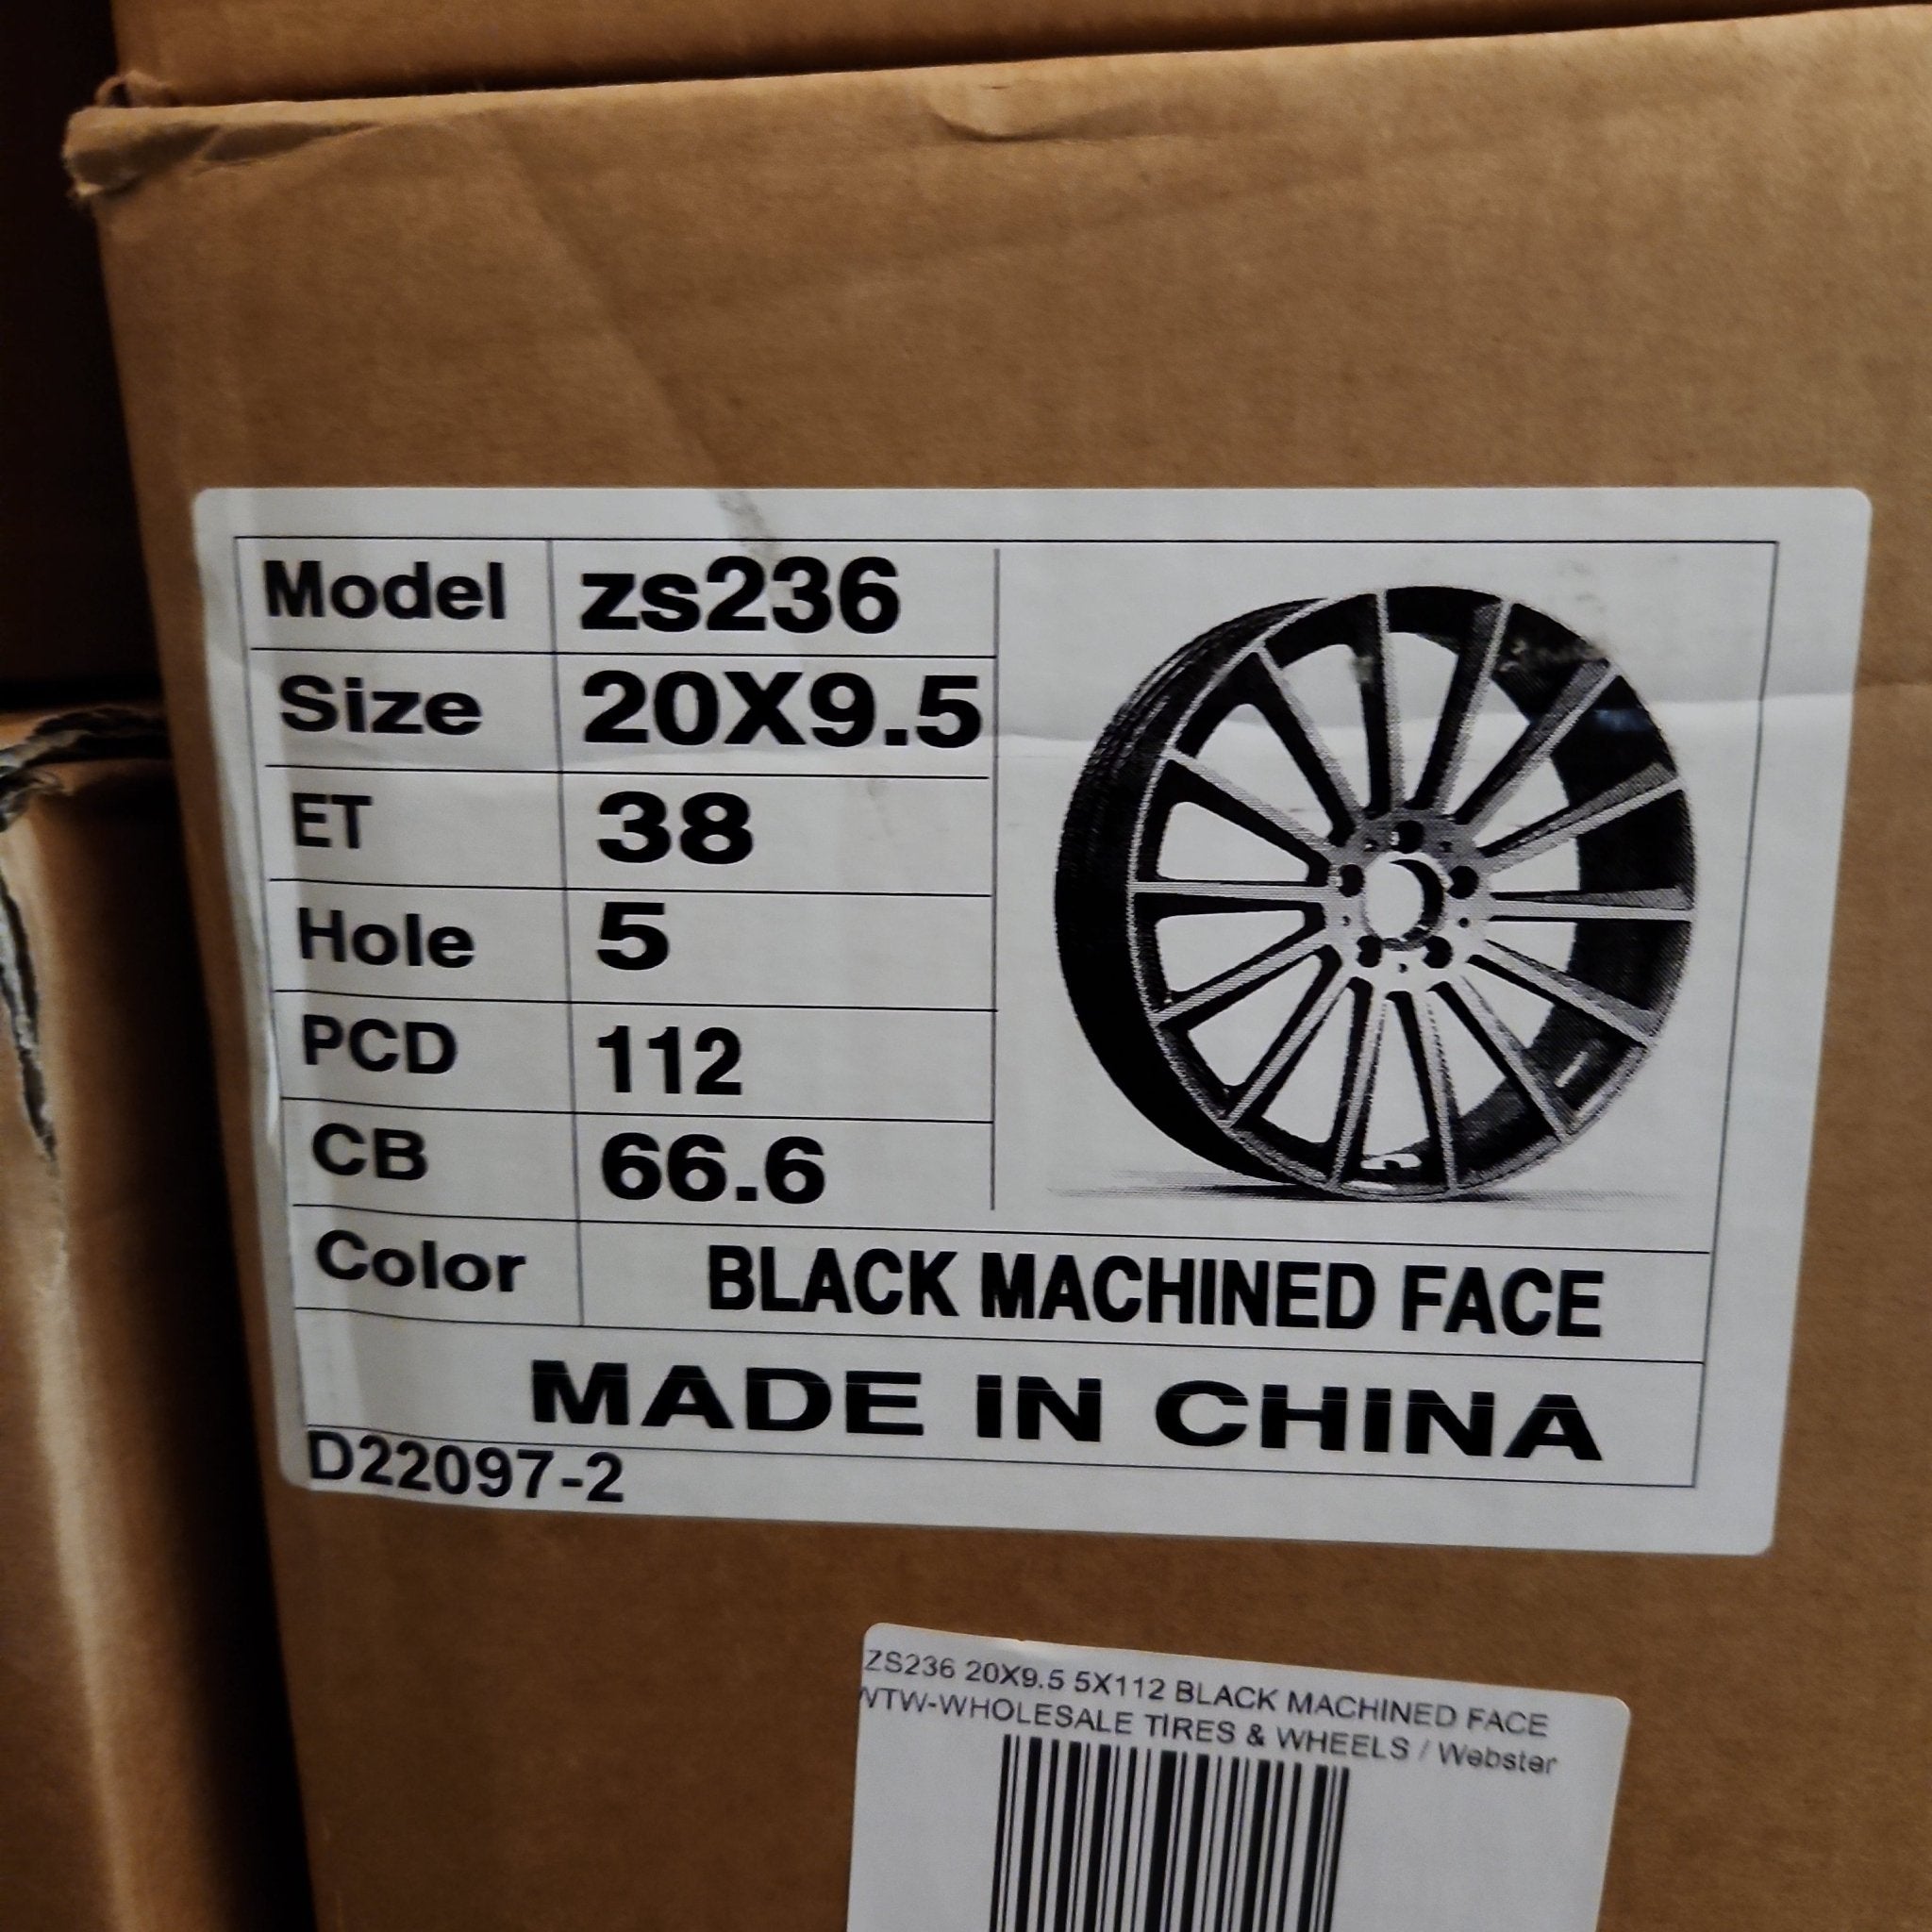 Model zs236
Size 20X9.5
ET 38
Hole 5
PCD 112
CB 66.6
Color BLACK MACHINED FACE
MADE IN CHINA
D22097-2
ZS236 20X9.5 5X112 BLACK MACHINED FACE
WTW-WHOLESALE TIRES & WHEELS / Webster